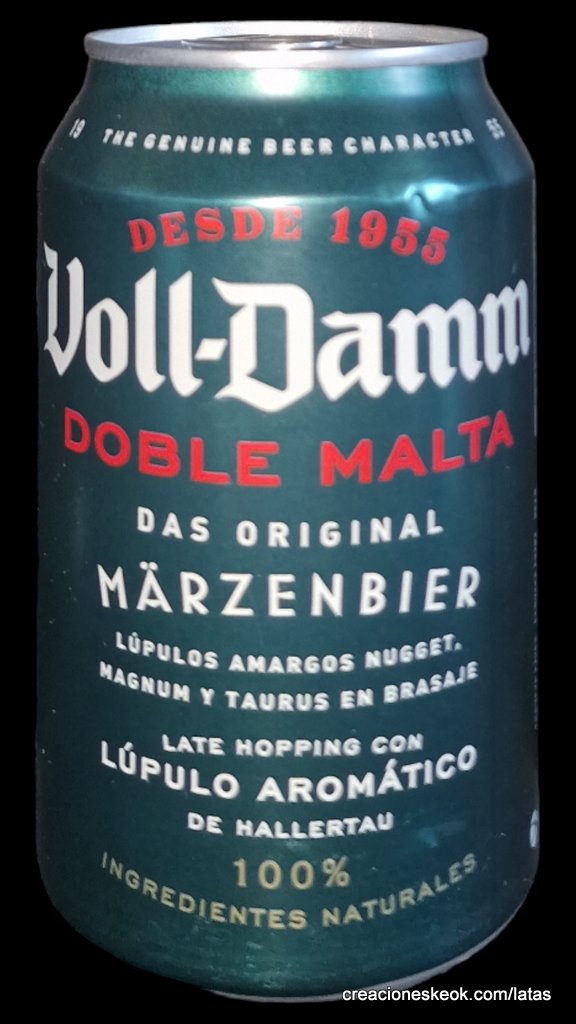 19 THE GENUINE BEER CHARACTER 55
DESDE 1955
Voll-Damm
DOBLE MALTA
DAS ORIGINAL
MÄRZENBIER
LÚPULOS AMARGOS NUGGET,
MAGNUM Y TAURUS EN BRASAJE
LATE HOPPING CON
LÚPULO AROMÁTICO
DE HALLERTAU
100%
INGREDIENTES NATURALES
creacioneskeok.com/latas